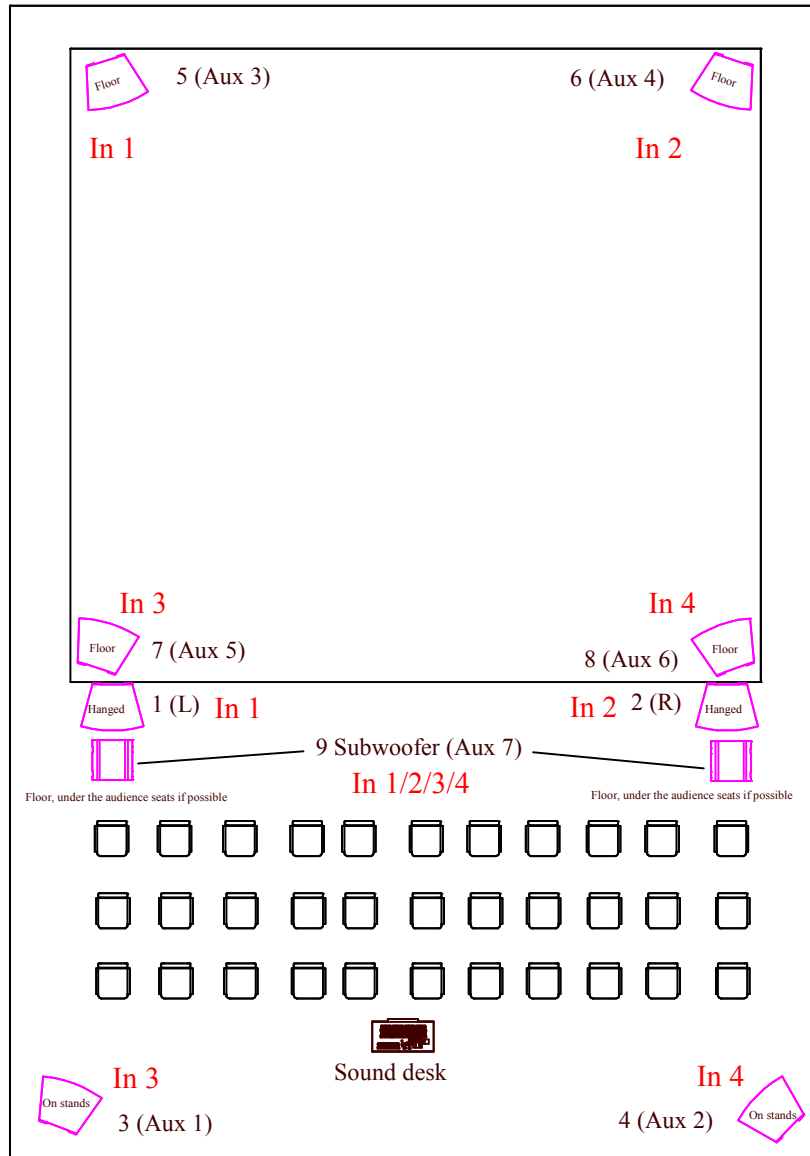 Floor
5 (Aux 3)
6 (Aux 4)
Floor
In 1
In 2
In 3
In 4
Floor
7 (Aux 5)
8 (Aux 6)
Floor
Hanged
1 (L)
In 1
In 2
2 (R)
Hanged
9 Subwoofer (Aux 7)
In 1/2/3/4
Floor, under the audience seats if possible
Floor, under the audience seats if possible
Sound desk
In 3
In 4
On stands
3 (Aux 1)
4 (Aux 2)
On stands